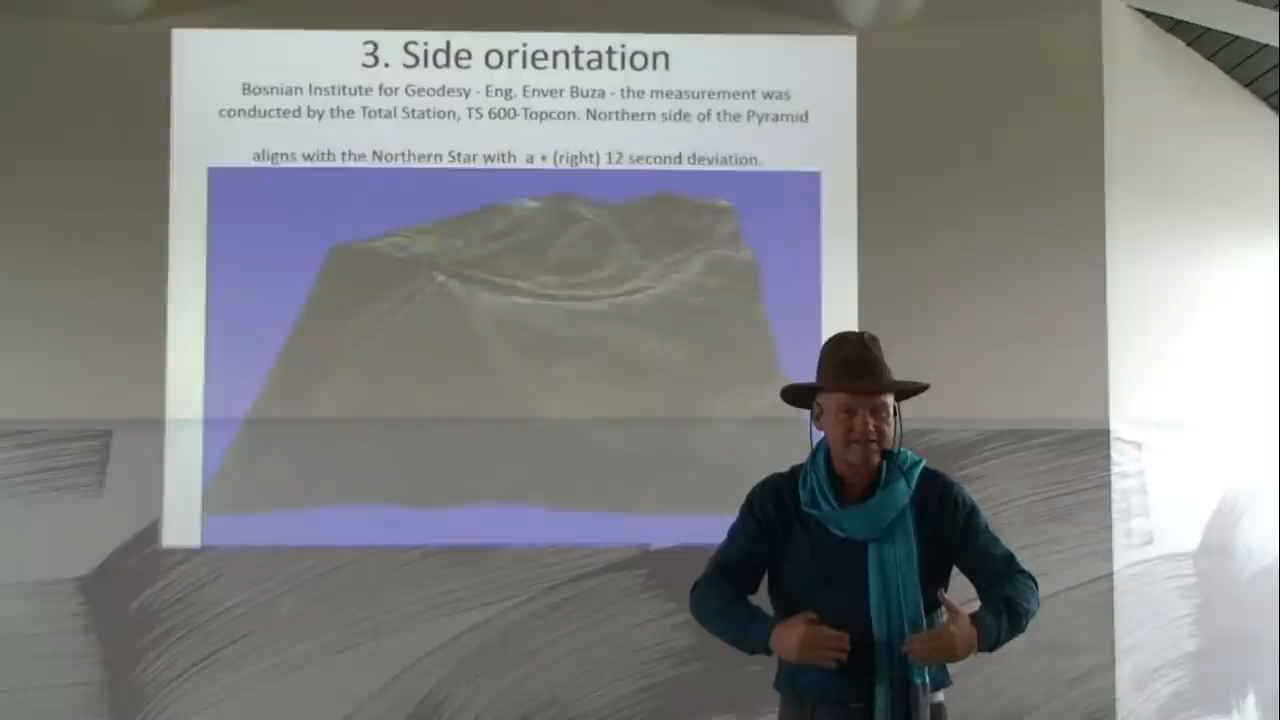 3. Side orientation
Bosnian Institute for Geodesy - Eng. Enver Buza - the measurement was
conducted by the Total Station, TS 600-Topcon. Northern side of the Pyramid
aligns with the Northern Star with a + (right) 12 second deviation.